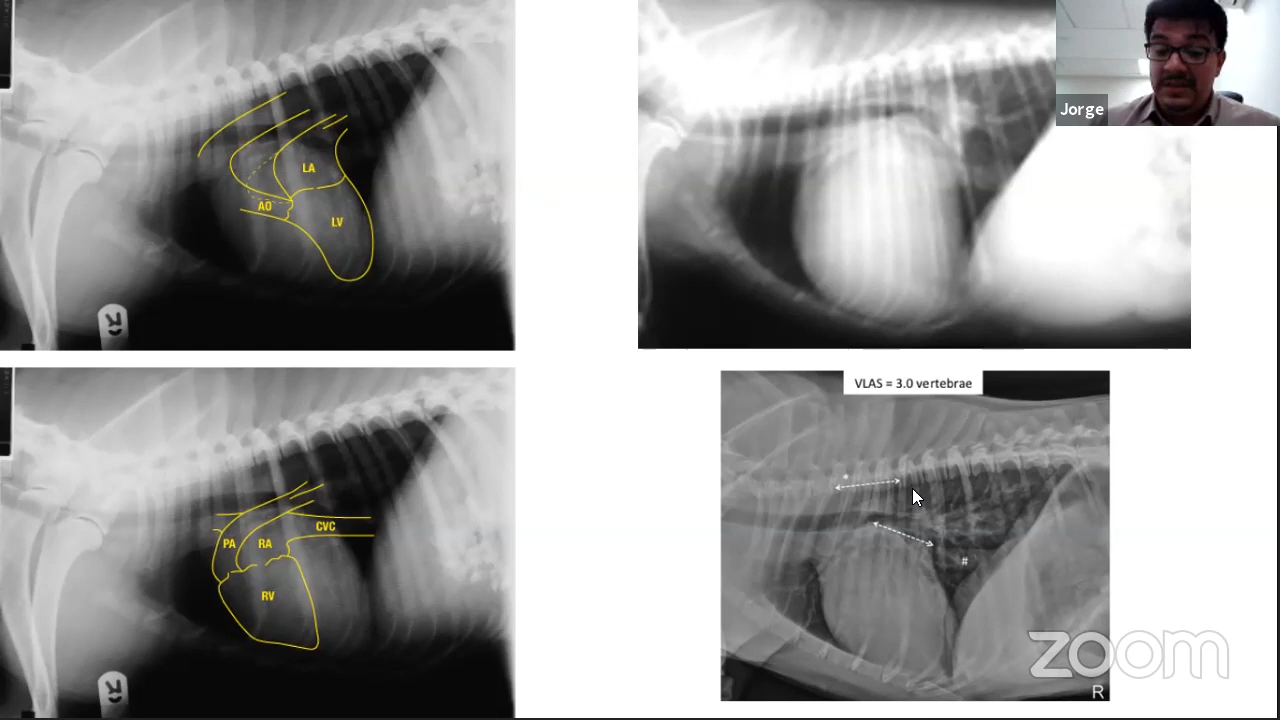 LA
AO
LV
Jorge
PA
RA
CVC
RV
VLAS = 3.0 vertebrae
*
#
zoom
R